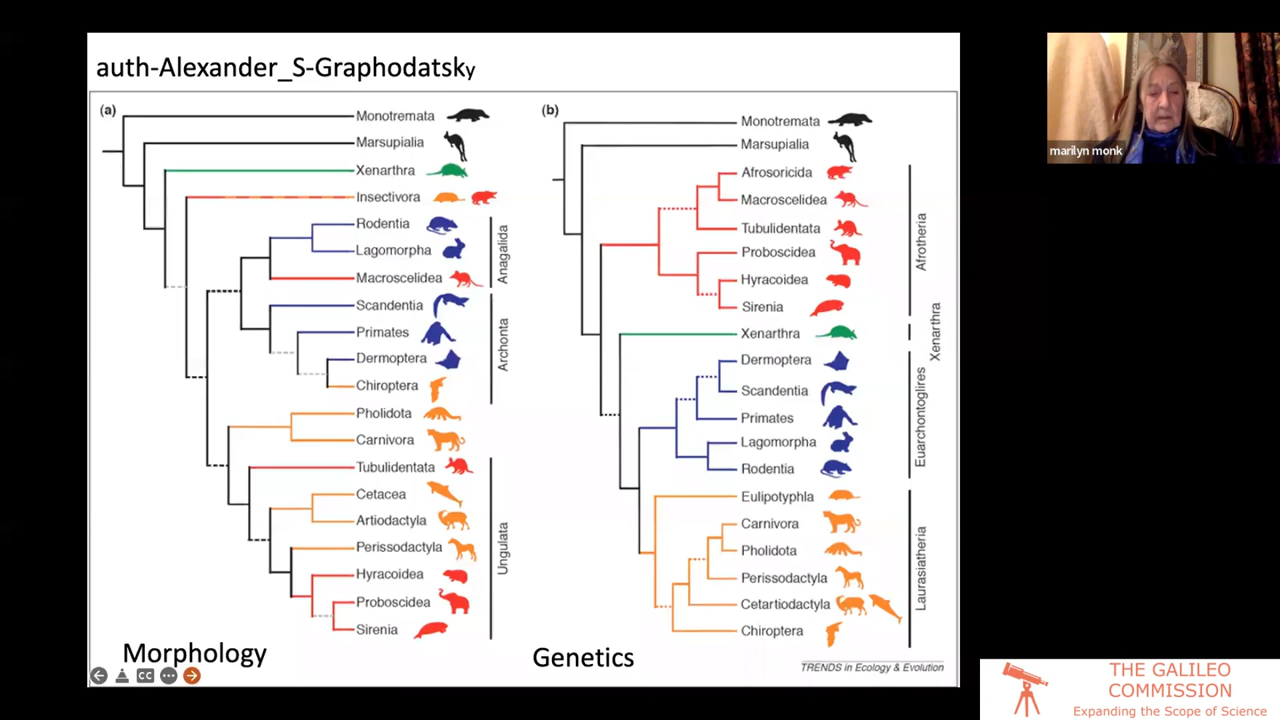 auth-Alexander_S-Graphodatsky
(a)
Monotremata
Marsupialia
Xenarthra
Insectivora
Rodentia
Lagomorpha
Macroscelidea
Anagalida
Scandentia
Primates
Dermoptera
Chiroptera
Archonta
Pholidota
Carnivora
Tubulidentata
Cetacea
Artiodactyla
Perissodactyla
Hyracoidea
Proboscidea
Sirenia
Ungulata
Morphology
(b)
Monotremata
Marsupialia
Afrosoricida
Macroscelidea
Tubulidentata
Proboscidea
Hyracoidea
Sirenia
Afrotheria
Xenarthra
Xenarthra
Dermoptera
Scandentia
Primates
Lagomorpha
Rodentia
Euarchontoglires
Eulipotyphla
Carnivora
Pholidota
Perissodactyla
Cetartiodactyla
Chiroptera
Laurasiatheria
Genetics
TRENDS in Ecology & Evolution
CC
marilyn monk
THE GALILEO
COMMISSION
Expanding the Scope of Science